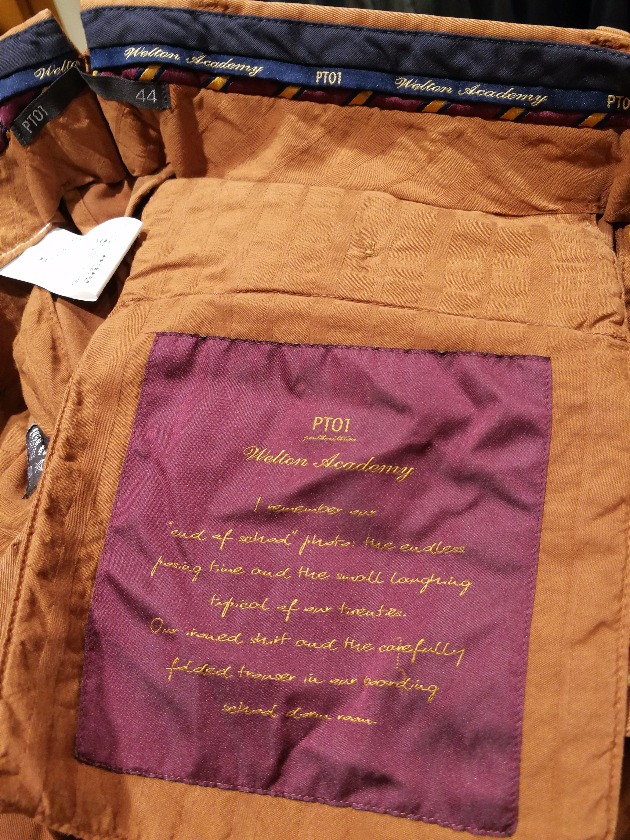 Welton Academy PT01 Welton Academy PT0
PT01 44
PT01
Welton Academy
I remember our
"end of school" photo: the endless
posing time and the small laughing
typical of our twenties.
Our ironed shirt and the carefully
folded trouser in our boarding
school dorm room.